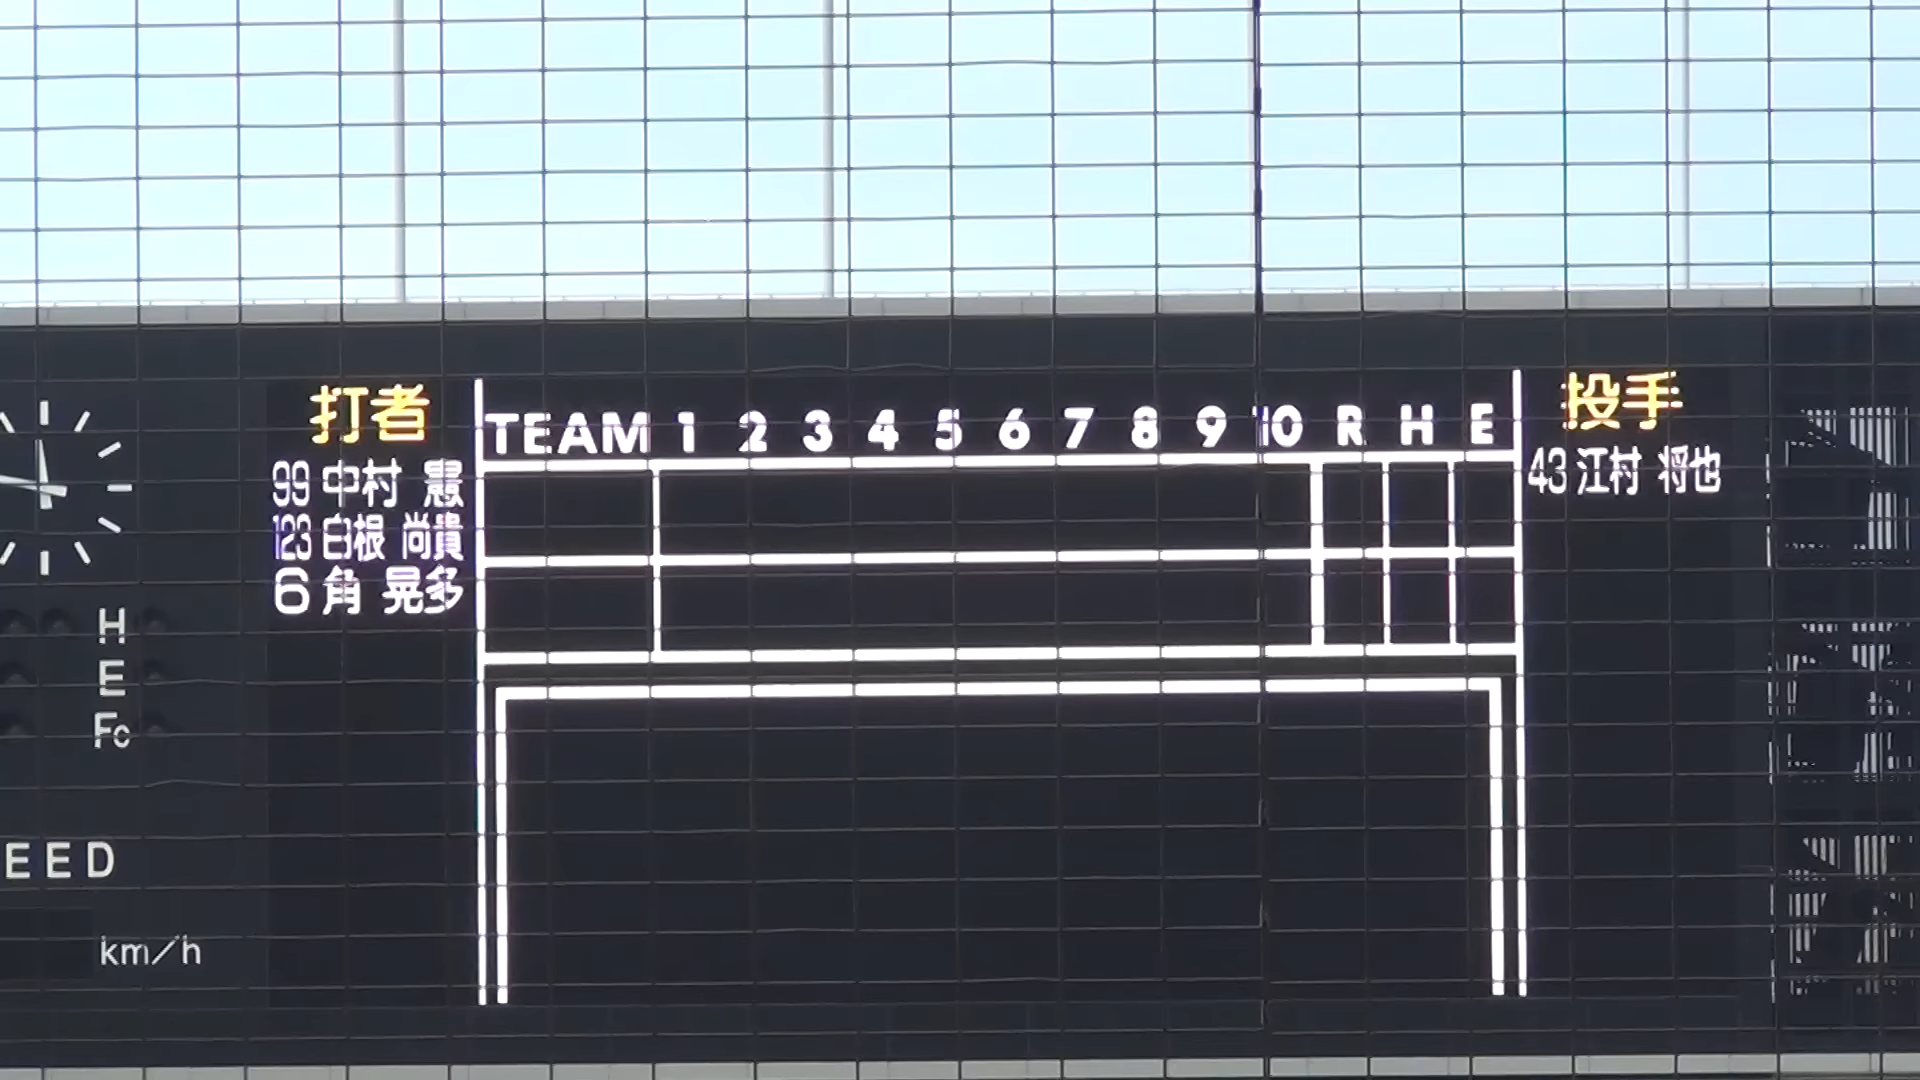 打者
99 中村 憲
123 白根 尚貴
6 角 晃多
TEAM 1 2 3 4 5 6 7 8 9 10 R H E
投手
43 江村 将也
H
E
Fc
EED
km/h